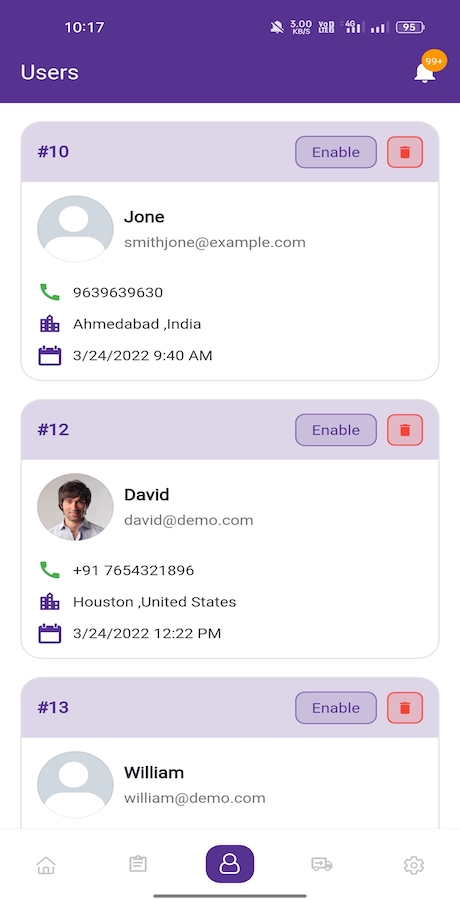 10:17
3.00
KB/S
4G
95
Users
99+
#10
Enable
Jone
smithjone@example.com
9639639630
Ahmedabad ,India
3/24/2022 9:40 AM
#12
Enable
David
david@demo.com
+91 7654321896
Houston ,United States
3/24/2022 12:22 PM
#13
Enable
William
william@demo.com